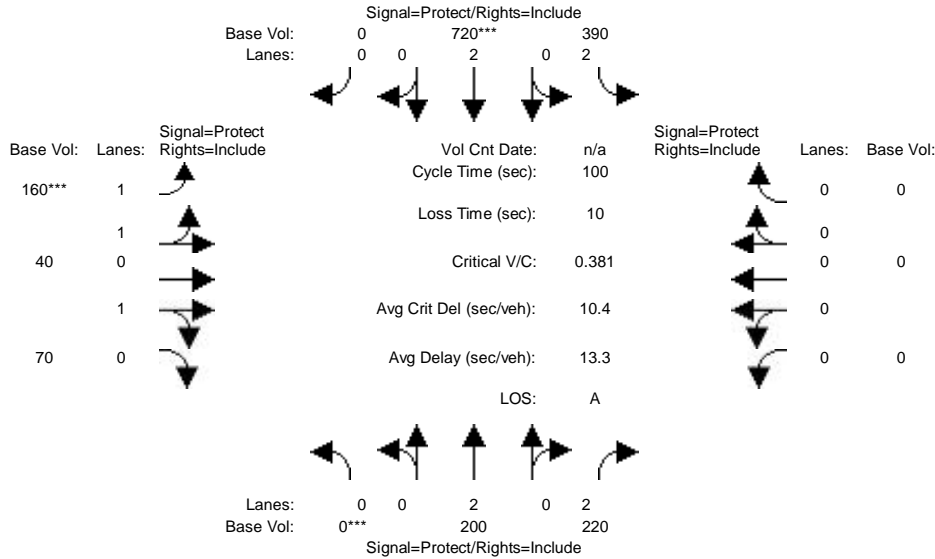 Signal=Protect/Rights=Include
Base Vol: 0 720*** 390
Lanes: 0 0 2 0 2
Signal=Protect
Base Vol: Lanes: Rights=Include
Vol Cnt Date: n/a
Signal=Protect
Rights=Include Lanes: Base Vol:
Cycle Time (sec): 100
160*** 1
0 0
Loss Time (sec): 10
1
0
40 0
Critical V/C: 0.381
0 0
1
Avg Crit Del (sec/veh): 10.4
0
70 0
Avg Delay (sec/veh): 13.3
0 0
LOS: A
Lanes: 0 0 2 0 2
Base Vol: 0*** 200 220
Signal=Protect/Rights=Include